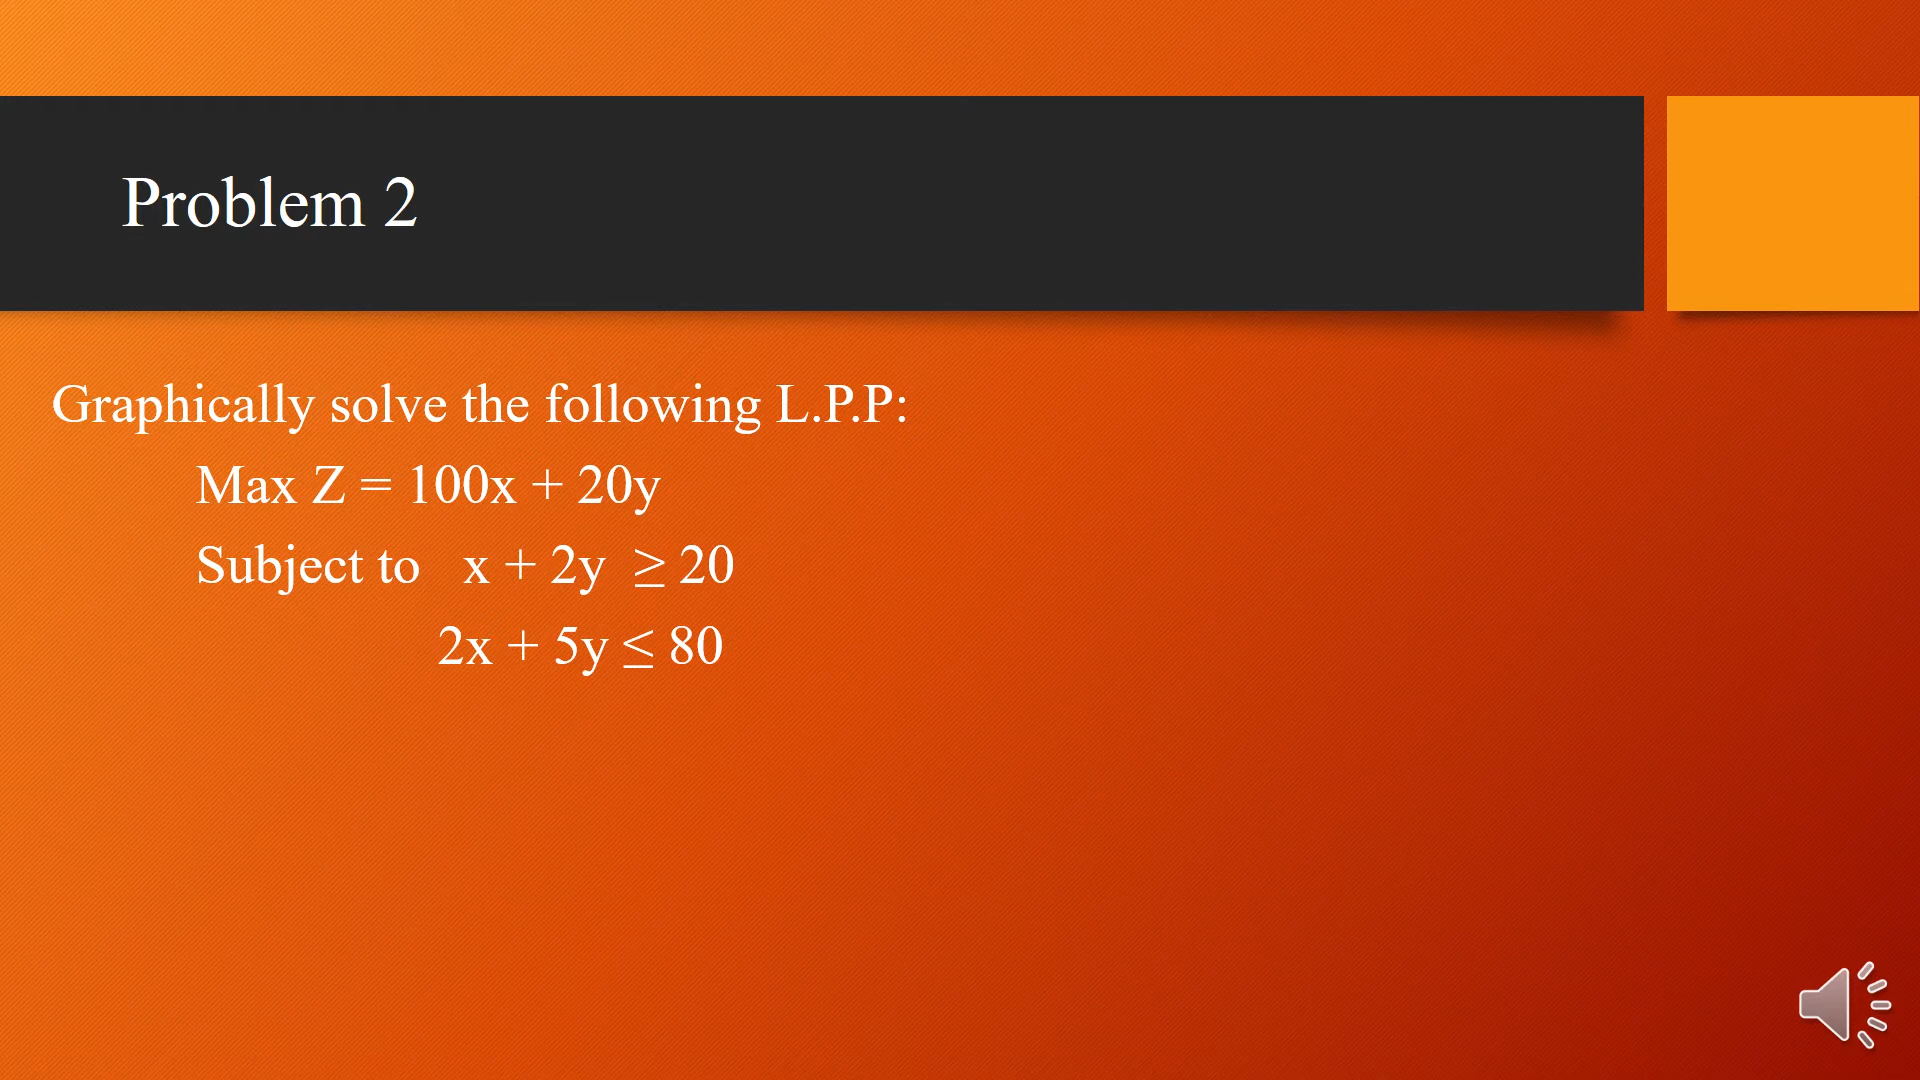 Problem 2
Graphically solve the following L.P.P:
Max Z = 100x + 20y
Subject to x + 2y ≥ 20
2x + 5y ≤ 80